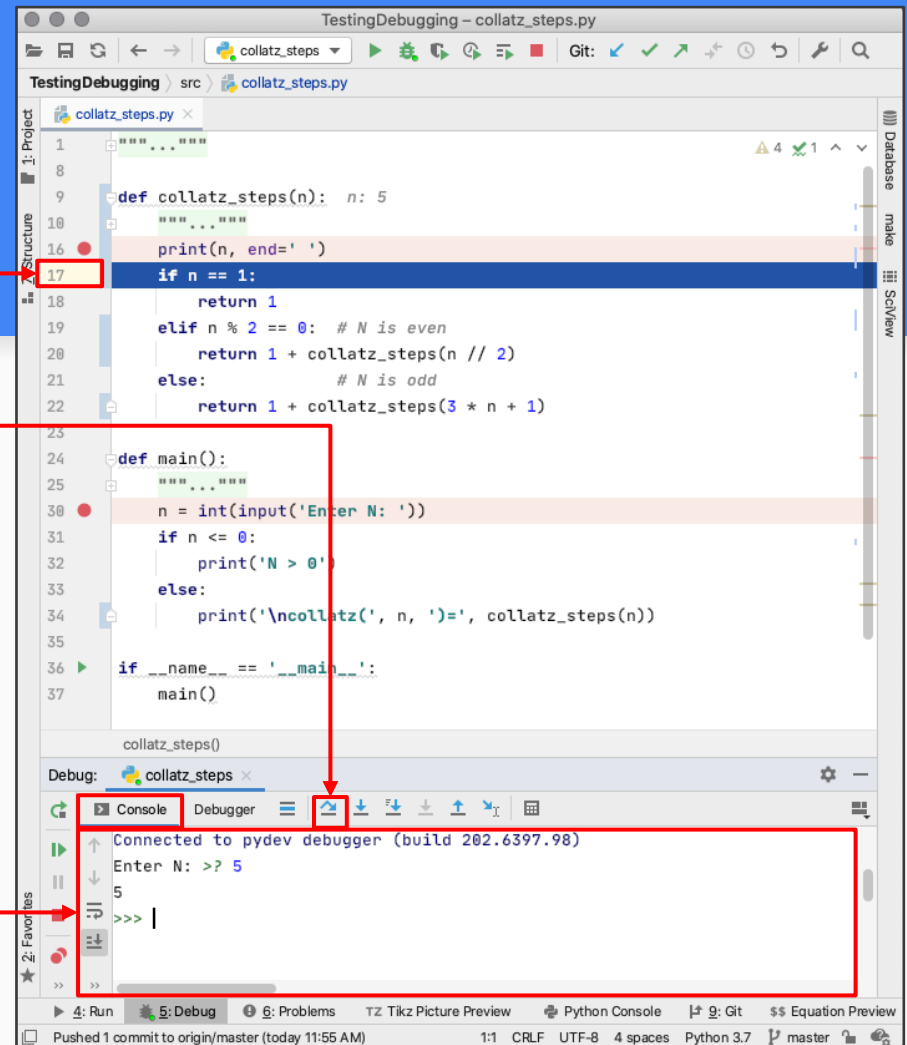 TestingDebugging – collatz_steps.py
collatz_steps
Git:
TestingDebugging 〉 src 〉 collatz_steps.py
1: Project
collatz_steps.py ×
Database
1 """..."""
4 1
8
9 def collatz_steps(n): n: 5
10 """..."""
make
16 print(n, end=' ')
17 if n == 1:
Structure
18 return 1
SciView
19 elif n % 2 == 0: # N is even
20 return 1 + collatz_steps(n // 2)
21 else: # N is odd
22 return 1 + collatz_steps(3 * n + 1)
23
24 def main():
25 """..."""
30 n = int(input('Enter N: '))
31 if n <= 0:
32 print('N > 0')
33 else:
34 print('\ncollatz(', n, ')=', collatz_steps(n))
35
36 if __name__ == '__main__':
37 main()
collatz_steps()
Debug: collatz_steps ×
Console Debugger
Connected to pydev debugger (build 202.6397.98)
Enter N: >? 5
5
>>>
2: Favorites
>> >>
4: Run 5: Debug 6: Problems TZ Tikz Picture Preview Python Console 9: Git $$ Equation Preview
Pushed 1 commit to origin/master (today 11:55 AM) 1:1 CRLF UTF-8 4 spaces Python 3.7 master